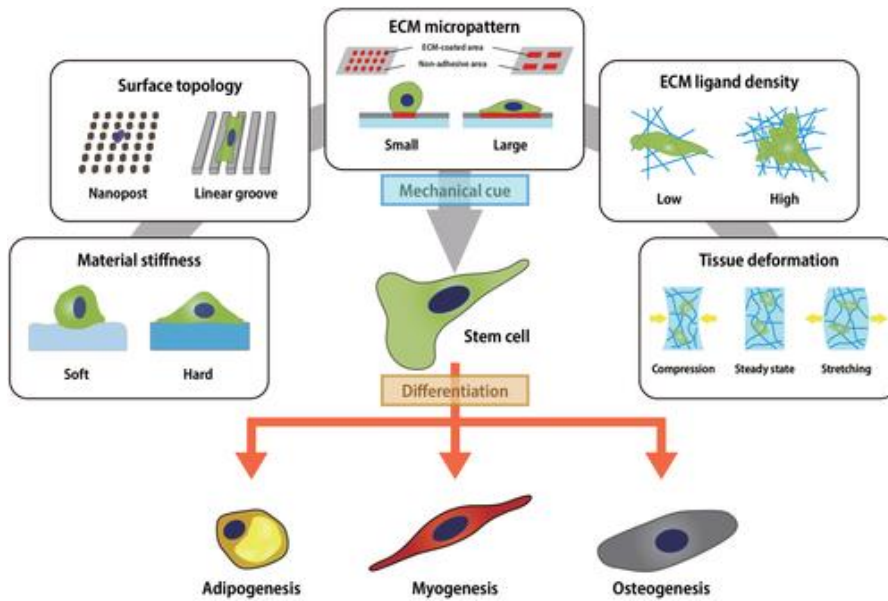 ECM micropattern
ECM-coated area
Non-adhesive area
Small
Large
Surface topology
Nanopost
Linear groove
ECM ligand density
Low
High
Mechanical cue
Material stiffness
Soft
Hard
Tissue deformation
Compression
Steady state
Stretching
Stem cell
Differentiation
Adipogenesis
Myogenesis
Osteogenesis